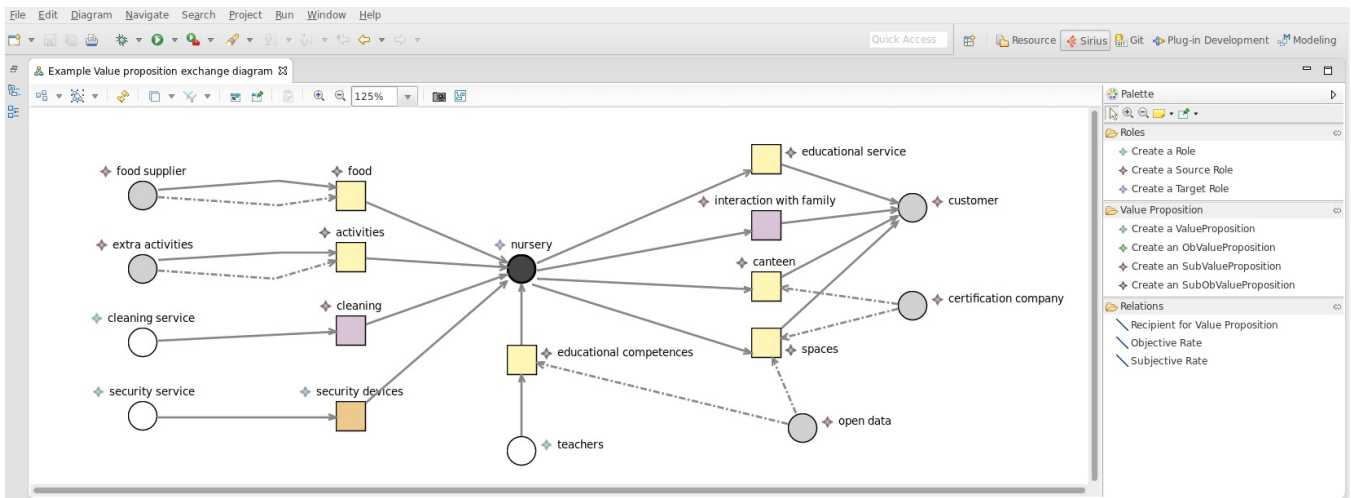 File Edit Diagram Navigate Search Project Run Window Help
Quick Access Resource Sirius Git Plug-in Development Modeling
Example Value proposition exchange diagram
125%
food supplier
food
extra activities
activities
cleaning service
cleaning
security service
security devices
nursery
educational competences
teachers
educational service
interaction with family
customer
canteen
certification company
spaces
open data
Palette
Roles
Create a Role
Create a Source Role
Create a Target Role
Value Proposition
Create a ValueProposition
Create an ObValueProposition
Create an SubValueProposition
Create an SubObValueProposition
Relations
Recipient for Value Proposition
Objective Rate
Subjective Rate